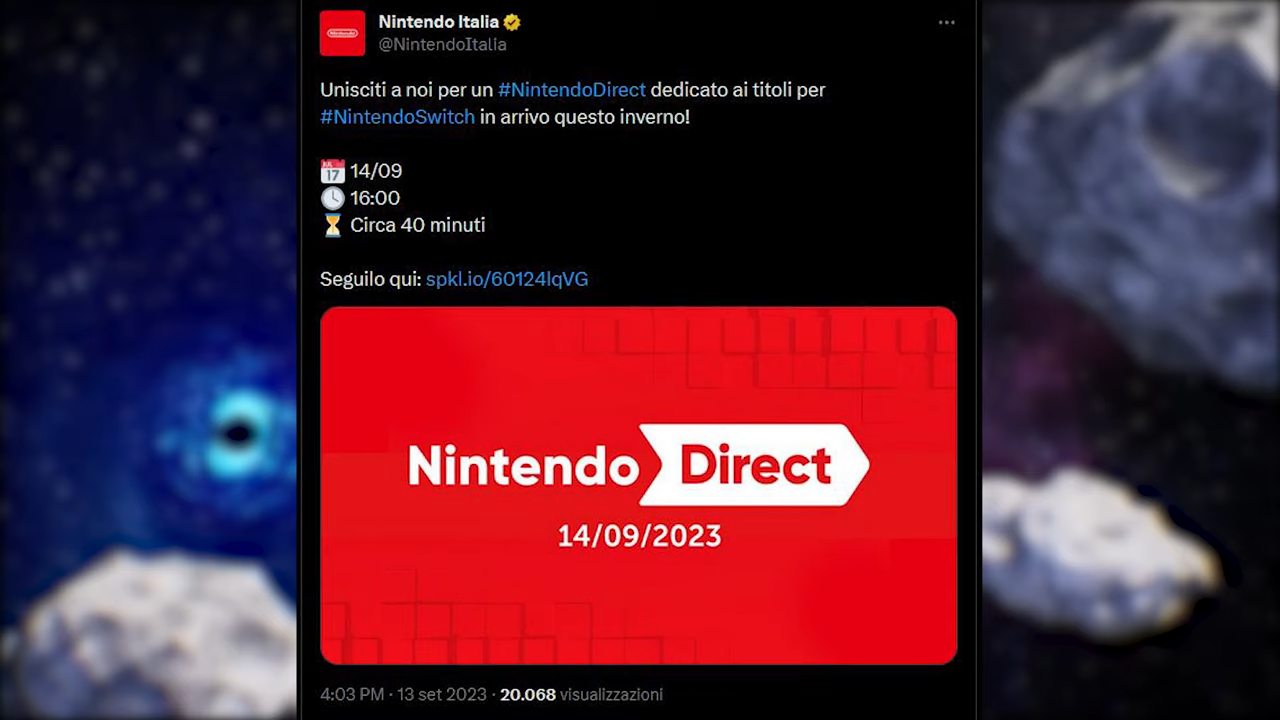 Nintendo Italia
@NintendoItalia
Unisciti a noi per un #NintendoDirect dedicato ai titoli per
#NintendoSwitch in arrivo questo inverno!
JUL
17
14/09
16:00
Circa 40 minuti
Seguilo qui: spkl.io/60124lqVG
Nintendo Direct
14/09/2023
4:03 PM · 13 set 2023 · 20.068 visualizzazioni